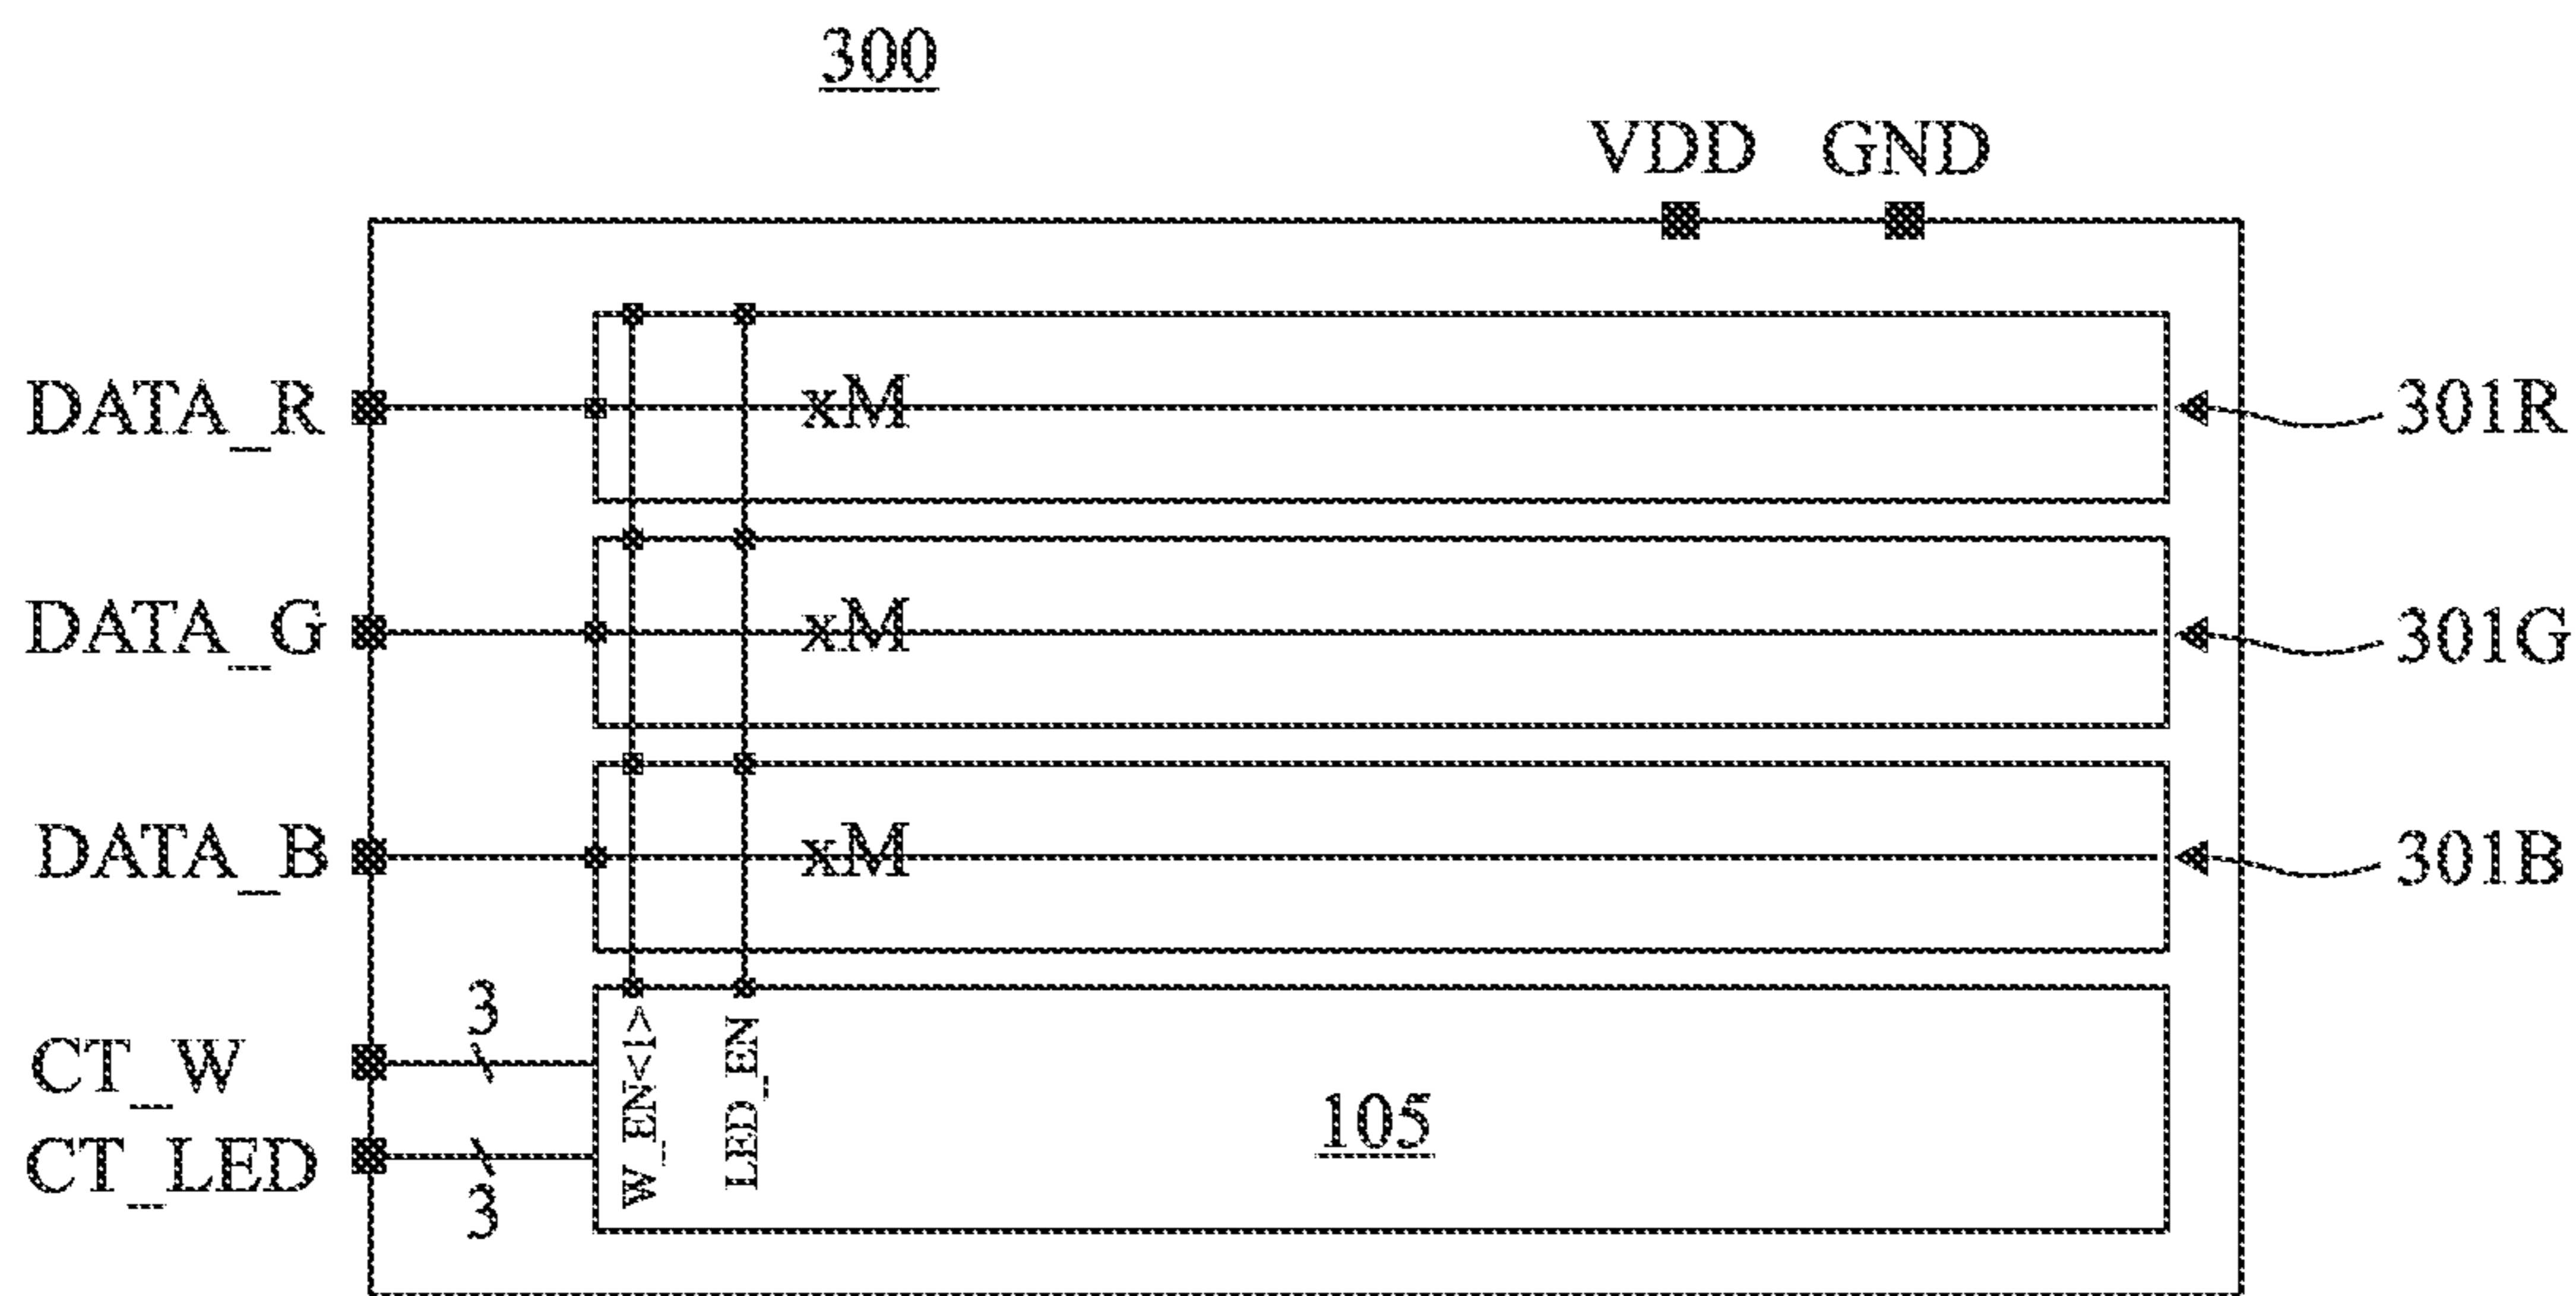 300
VDD GND
DATA_R xM 301R
DATA_G xM 301G
DATA_B xM 301B
CT_W 3
CT_LED 3
W_EN<1>
LED_EN
105